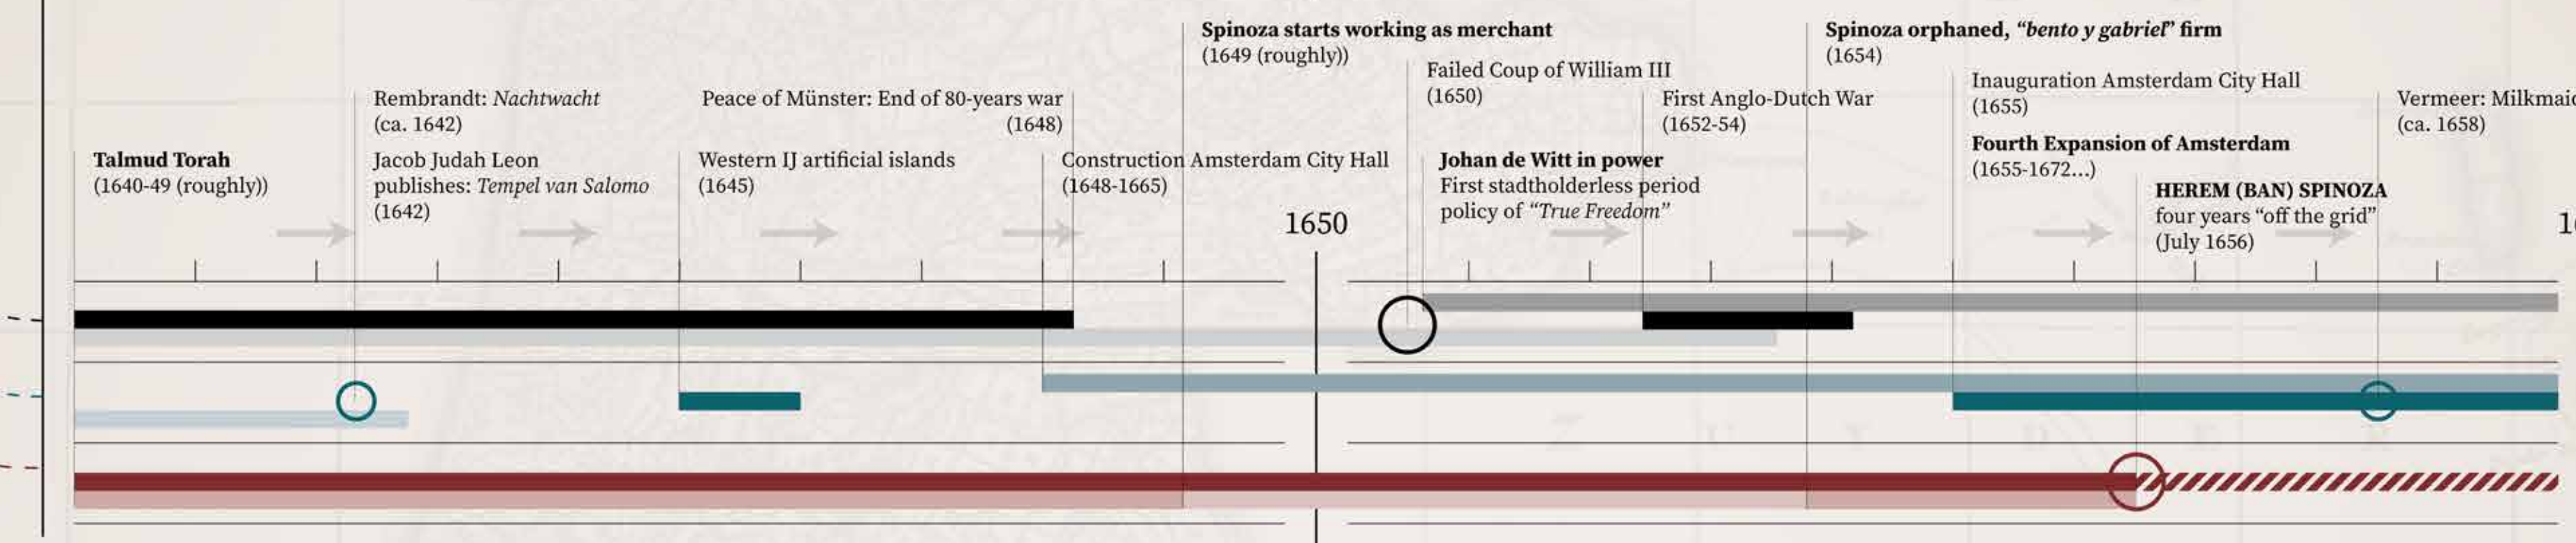 Spinoza starts working as merchant
(1649 (roughly))
Spinoza orphaned, “bento y gabriel” firm
(1654)
Failed Coup of William III
(1650)
Inauguration Amsterdam City Hall
(1655)
Rembrandt: Nachtwacht
(ca. 1642)
Peace of Münster: End of 80-years war
(1648)
First Anglo-Dutch War
(1652-54)
Vermeer: Milkmaid
(ca. 1658)
Fourth Expansion of Amsterdam
(1655-1672...)
Talmud Torah
(1640-49 (roughly))
Jacob Judah Leon
publishes: Tempel van Salomo
(1642)
Western IJ artificial islands
(1645)
Construction Amsterdam City Hall
(1648-1665)
Johan de Witt in power
First stadtholderless period
policy of “True Freedom”
HEREM (BAN) SPINOZA
four years “off the grid”
(July 1656)
1650